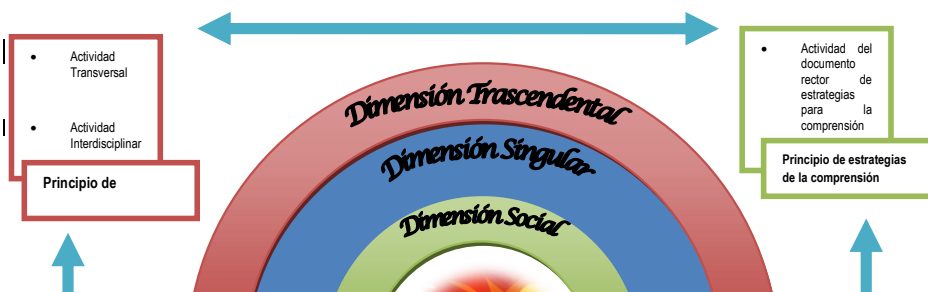 • Actividad
Transversal
• Actividad
Interdisciplinar
Principio de
Dimensión Trascendental
Dimensión Singular
Dimensión Social
• Actividad del
documento
rector de
estrategias
para la
comprensión
Principio de estrategias
de la comprensión